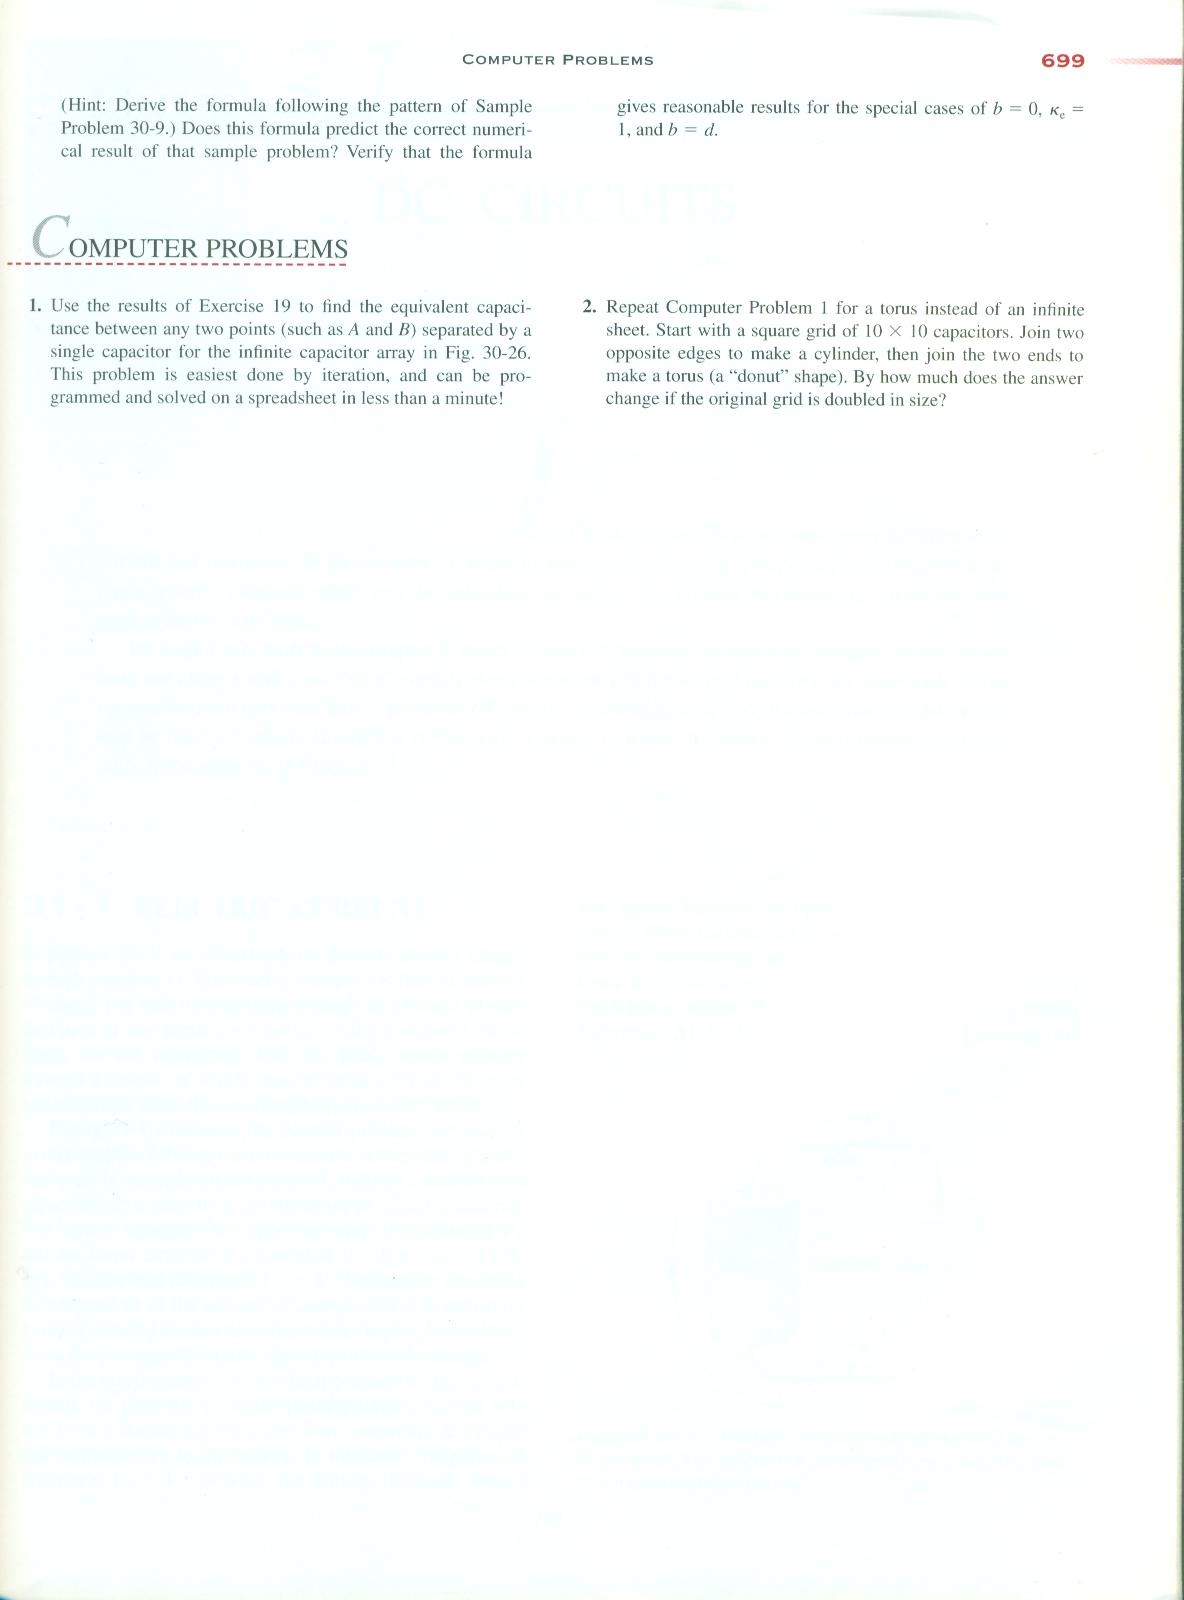 COMPUTER PROBLEMS 699
(Hint: Derive the formula following the pattern of Sample
Problem 30-9.) Does this formula predict the correct numeri-
cal result of that sample problem? Verify that the formula
gives reasonable results for the special cases of b = 0, κe =
1, and b = d.
COMPUTER PROBLEMS
1. Use the results of Exercise 19 to find the equivalent capaci-
tance between any two points (such as A and B) separated by a
single capacitor for the infinite capacitor array in Fig. 30-26.
This problem is easiest done by iteration, and can be pro-
grammed and solved on a spreadsheet in less than a minute!
2. Repeat Computer Problem 1 for a torus instead of an infinite
sheet. Start with a square grid of 10 × 10 capacitors. Join two
opposite edges to make a cylinder, then join the two ends to
make a torus (a “donut” shape). By how much does the answer
change if the original grid is doubled in size?